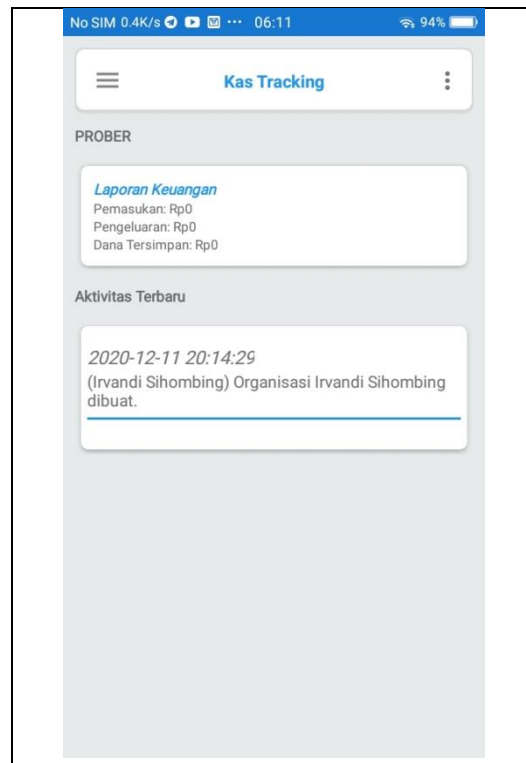 No SIM 0.4K/s ··· 06:11 94%
Kas Tracking
PROBER
Laporan Keuangan
Pemasukan: Rp0
Pengeluaran: Rp0
Dana Tersimpan: Rp0
Aktivitas Terbaru
2020-12-11 20:14:29
(Irvandi Sihombing) Organisasi Irvandi Sihombing
dibuat.